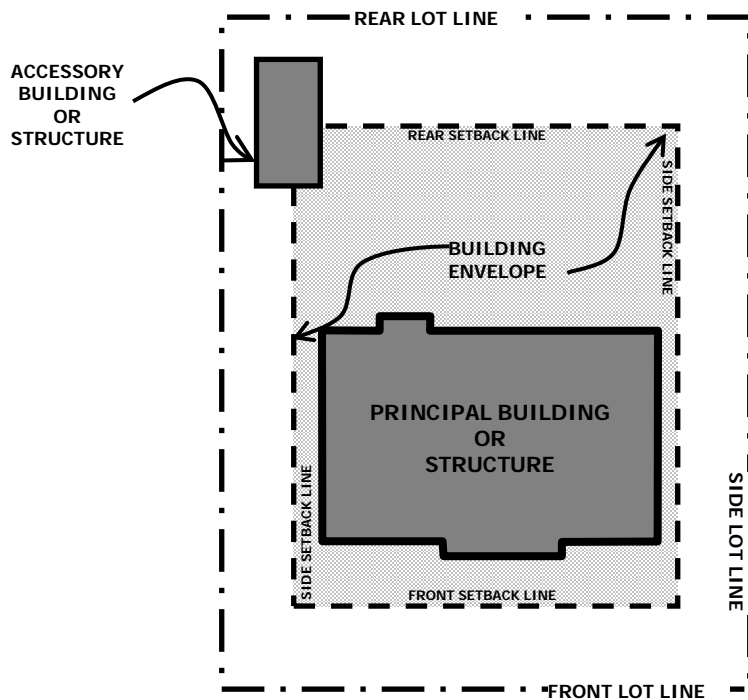 REAR LOT LINE
ACCESSORY
BUILDING
OR
STRUCTURE
REAR SETBACK LINE
SIDE SETBACK LINE
BUILDING
ENVELOPE
PRINCIPAL BUILDING
OR
STRUCTURE
SIDE SETBACK LINE
SIDE LOT LINE
FRONT SETBACK LINE
FRONT LOT LINE